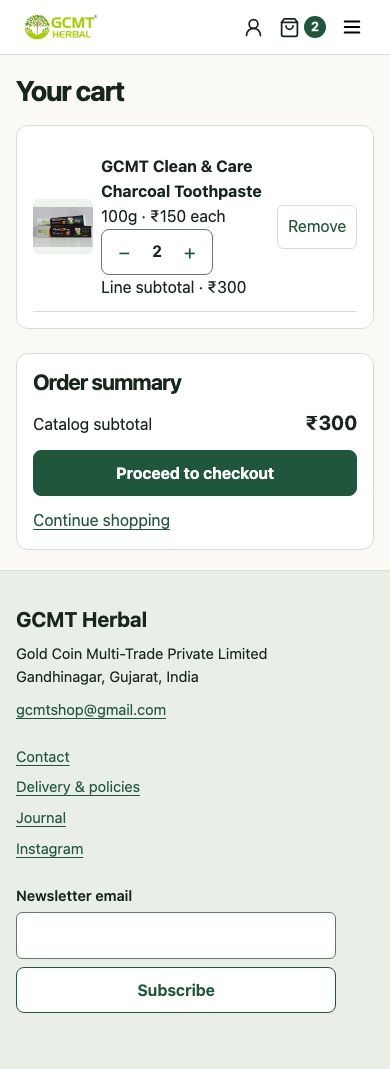 GCMT
HERBAL
2
Your cart
GCMT Clean & Care
Charcoal Toothpaste
100g · ₹150 each
− 2 +
Line subtotal · ₹300
Remove
Order summary
Catalog subtotal ₹300
Proceed to checkout
Continue shopping
GCMT Herbal
Gold Coin Multi-Trade Private Limited
Gandhinagar, Gujarat, India
gcmtshop@gmail.com
Contact
Delivery & policies
Journal
Instagram
Newsletter email
Subscribe